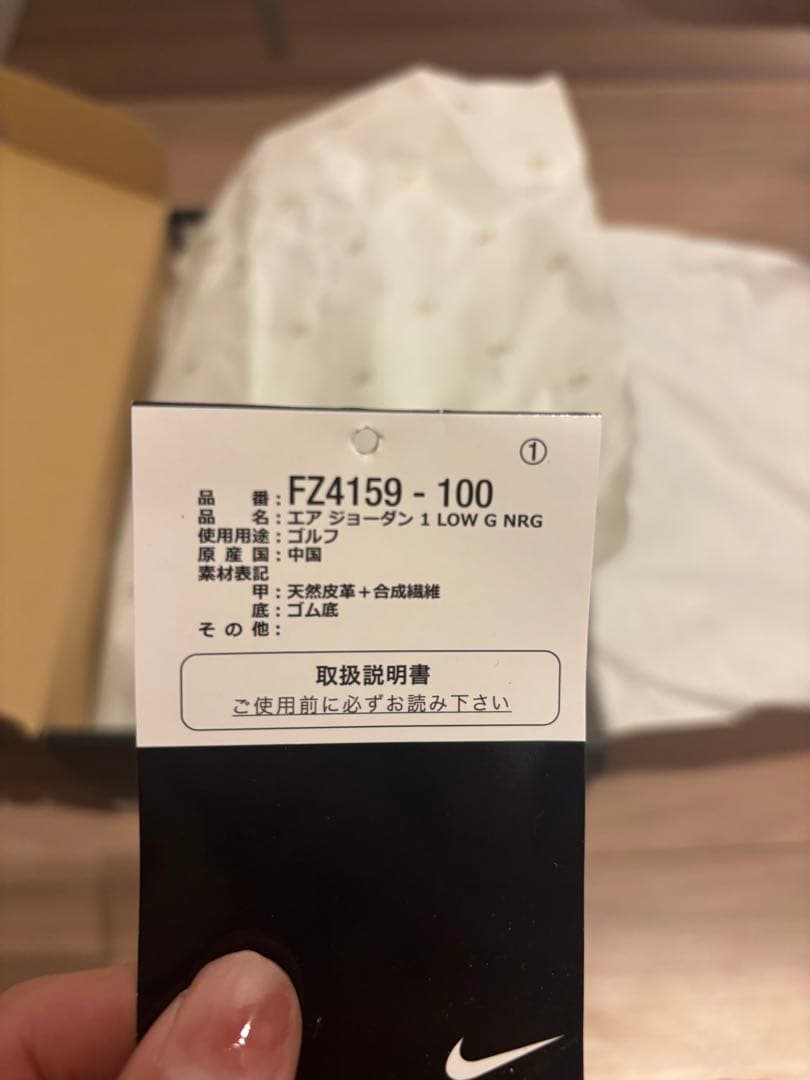 ①
品 番：FZ4159 - 100
品 名：エア ジョーダン 1 LOW G NRG
使用用途：ゴルフ
原 産 国：中国
素材表記
甲：天然皮革＋合成繊維
底：ゴム底
そ の 他：
取扱説明書
ご使用前に必ずお読み下さい